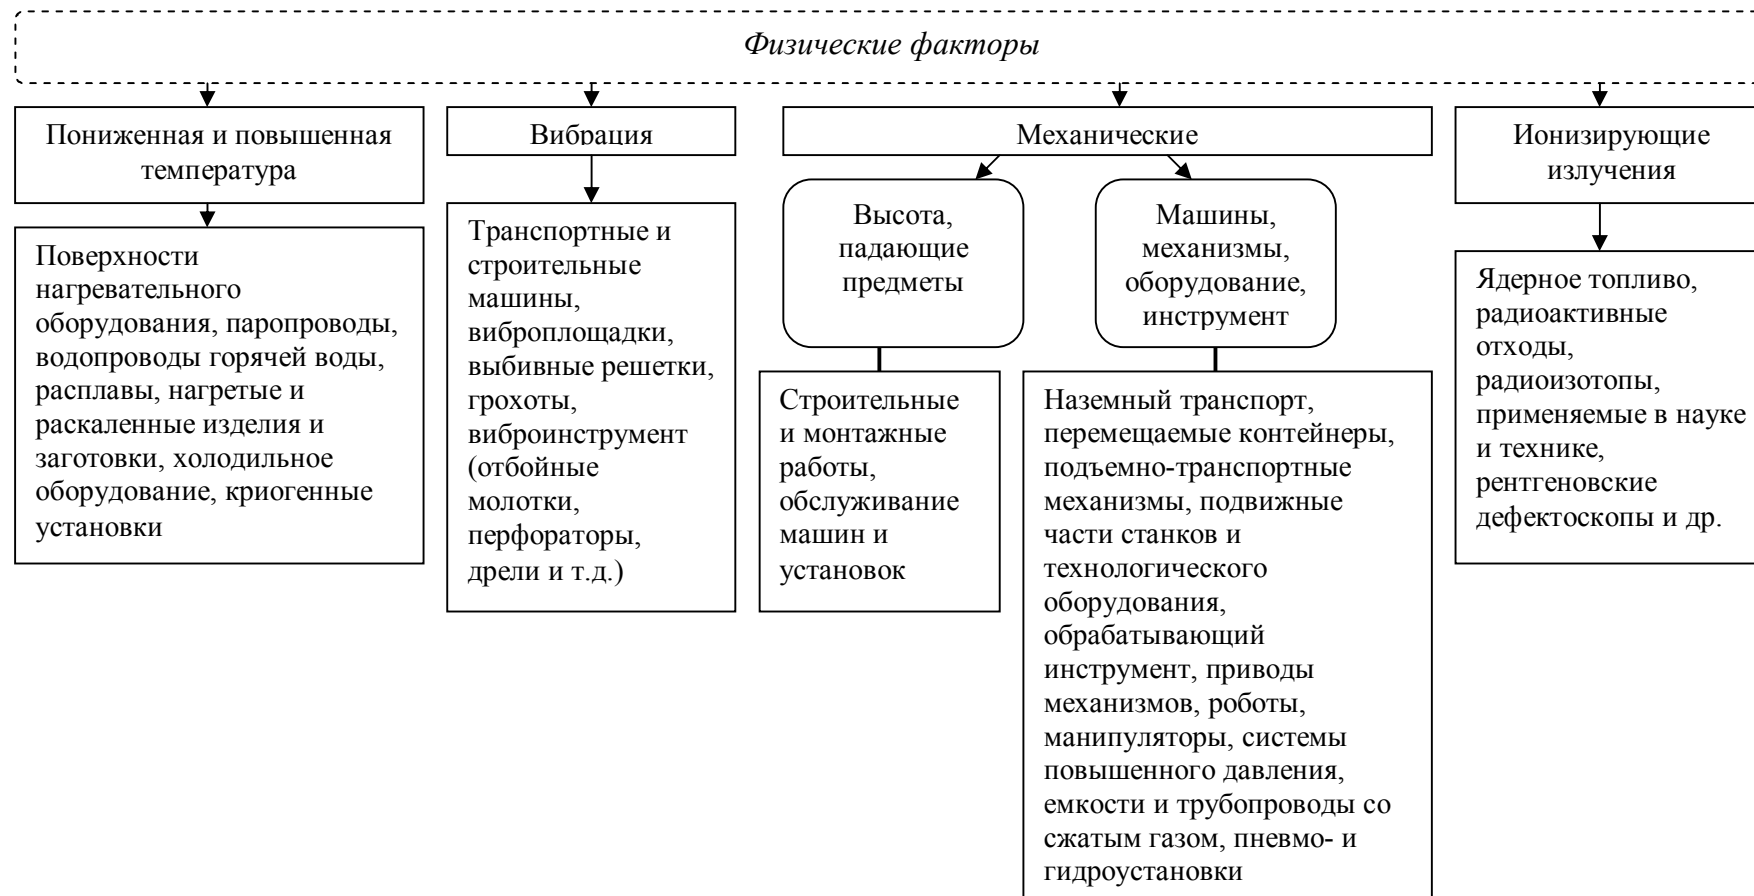 Физические факторы
Пониженная и повышенная
температура
Поверхности
нагревательного
оборудования, паропроводы,
водопроводы горячей воды,
расплавы, нагретые и
раскаленные изделия и
заготовки, холодильное
оборудование, криогенные
установки
Вибрация
Транспортные и
строительные
машины,
виброплощадки,
выбивные решетки,
грохоты,
виброинструмент
(отбойные
молотки,
перфораторы,
дрели и т.д.)
Механические
Высота,
падающие
предметы
Строительные
и монтажные
работы,
обслуживание
машин и
установок
Машины,
механизмы,
оборудование,
инструмент
Наземный транспорт,
перемещаемые контейнеры,
подъемно-транспортные
механизмы, подвижные
части станков и
технологического
оборудования,
обрабатывающий
инструмент, приводы
механизмов, роботы,
манипуляторы, системы
повышенного давления,
емкости и трубопроводы со
сжатым газом, пневмо- и
гидроустановки
Ионизирующие
излучения
Ядерное топливо,
радиоактивные
отходы,
радиоизотопы,
применяемые в науке
и технике,
рентгеновские
дефектоскопы и др.